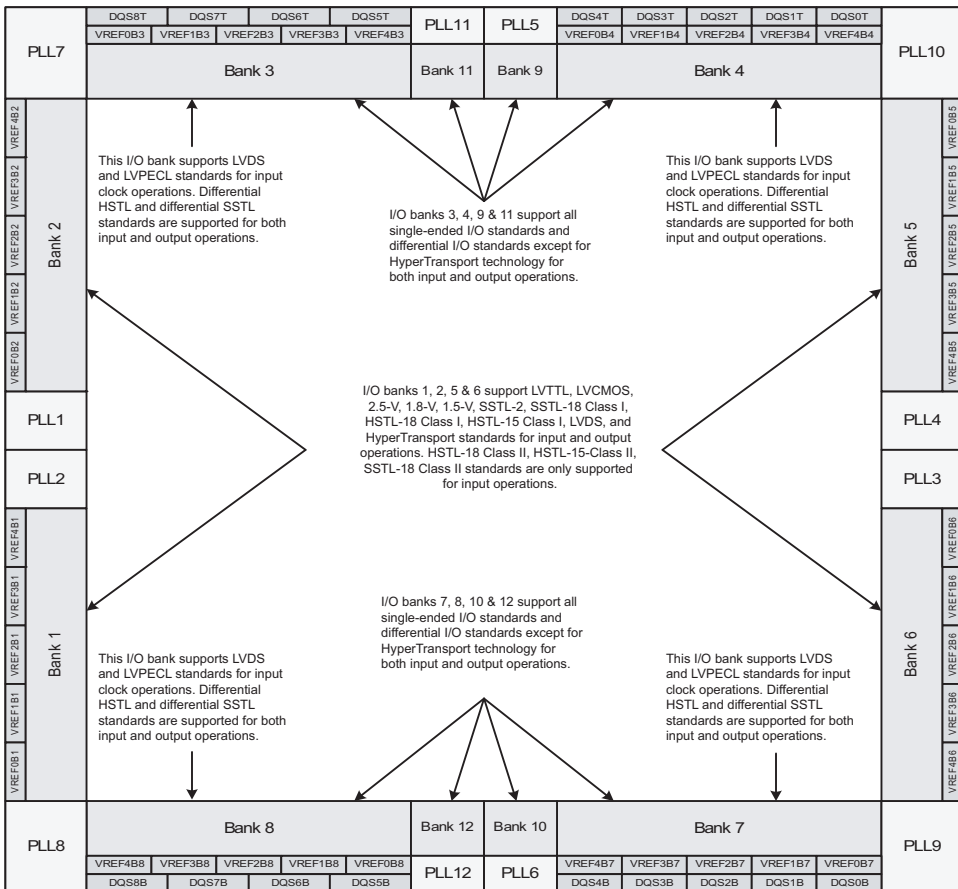 DQS8T DQS7T DQS6T DQS5T PLL11 PLL5 DQS4T DQS3T DQS2T DQS1T DQS0T
PLL7 VREF0B3 VREF1B3 VREF2B3 VREF3B3 VREF4B3 VREF0B4 VREF1B4 VREF2B4 VREF3B4 VREF4B4 PLL10
Bank 3 Bank 11 Bank 9 Bank 4
VREF4B2
VREF3B2
VREF2B2
VREF1B2
VREF0B2
Bank 2
This I/O bank supports LVDS
and LVPECL standards for input
clock operations. Differential
HSTL and differential SSTL
standards are supported for both
input and output operations.
I/O banks 3, 4, 9 & 11 support all
single-ended I/O standards and
differential I/O standards except for
HyperTransport technology for
both input and output operations.
This I/O bank supports LVDS
and LVPECL standards for input
clock operations. Differential
HSTL and differential SSTL
standards are supported for both
input and output operations.
Bank 5
VREF0B5
VREF1B5
VREF2B5
VREF3B5
VREF4B5
PLL1
PLL2
I/O banks 1, 2, 5 & 6 support LVTTL, LVCMOS,
2.5-V, 1.8-V, 1.5-V, SSTL-2, SSTL-18 Class I,
HSTL-18 Class I, HSTL-15 Class I, LVDS, and
HyperTransport standards for input and output
operations. HSTL-18 Class II, HSTL-15-Class II,
SSTL-18 Class II standards are only supported
for input operations.
PLL4
PLL3
VREF4B1
VREF3B1
VREF2B1
VREF1B1
VREF0B1
Bank 1
This I/O bank supports LVDS
and LVPECL standards for input
clock operations. Differential
HSTL and differential SSTL
standards are supported for both
input and output operations.
I/O banks 7, 8, 10 & 12 support all
single-ended I/O standards and
differential I/O standards except for
HyperTransport technology for
both input and output operations.
This I/O bank supports LVDS
and LVPECL standards for input
clock operations. Differential
HSTL and differential SSTL
standards are supported for both
input and output operations.
Bank 6
VREF0B6
VREF1B6
VREF2B6
VREF3B6
VREF4B6
Bank 8 Bank 12 Bank 10 Bank 7
PLL8 VREF4B8 VREF3B8 VREF2B8 VREF1B8 VREF0B8 PLL12 PLL6 VREF4B7 VREF3B7 VREF2B7 VREF1B7 VREF0B7 PLL9
DQS8B DQS7B DQS6B DQS5B DQS4B DQS3B DQS2B DQS1B DQS0B